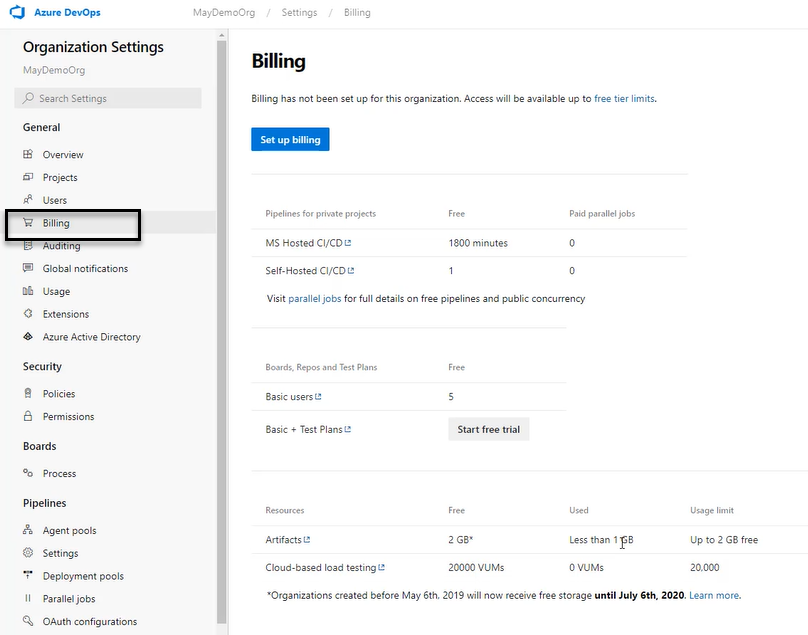 Azure DevOps
MayDemoOrg / Settings / Billing
Organization Settings
MayDemoOrg
Search Settings
General
Overview
Projects
Users
Billing
Auditing
Global notifications
Usage
Extensions
Azure Active Directory
Security
Policies
Permissions
Boards
Process
Pipelines
Agent pools
Settings
Deployment pools
Parallel jobs
OAuth configurations
Billing
Billing has not been set up for this organization. Access will be available up to free tier limits.
Set up billing
Pipelines for private projects Free Paid parallel jobs
MS Hosted CI/CD 1800 minutes 0
Self-Hosted CI/CD 1 0
Visit parallel jobs for full details on free pipelines and public concurrency
Boards, Repos and Test Plans Free
Basic users 5
Basic + Test Plans Start free trial
Resources Free Used Usage limit
Artifacts 2 GB* Less than 1 GB Up to 2 GB free
Cloud-based load testing 20000 VUMs 0 VUMs 20,000
*Organizations created before May 6th, 2019 will now receive free storage until July 6th, 2020. Learn more.